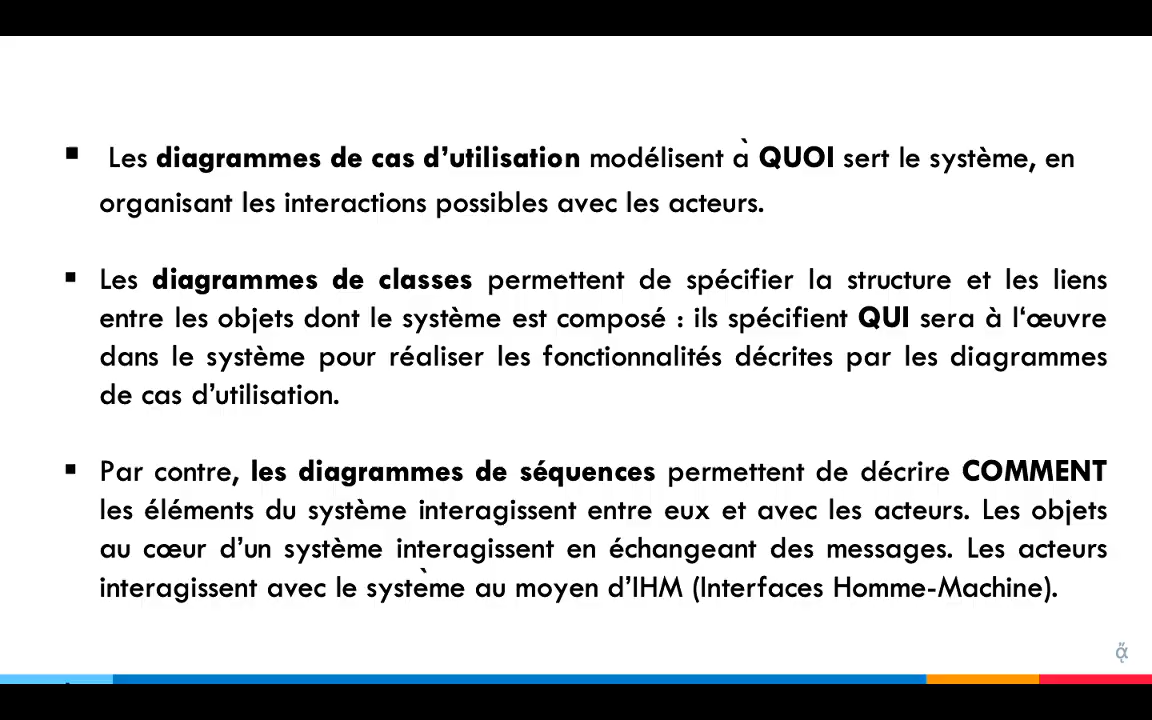 ▪ Les diagrammes de cas d’utilisation modélisent à QUOI sert le système, en
organisant les interactions possibles avec les acteurs.
▪ Les diagrammes de classes permettent de spécifier la structure et les liens
entre les objets dont le système est composé : ils spécifient QUI sera à l‘œuvre
dans le système pour réaliser les fonctionnalités décrites par les diagrammes
de cas d’utilisation.
▪ Par contre, les diagrammes de séquences permettent de décrire COMMENT
les éléments du système interagissent entre eux et avec les acteurs. Les objets
au cœur d’un système interagissent en échangeant des messages. Les acteurs
interagissent avec le système au moyen d’IHM (Interfaces Homme-Machine).